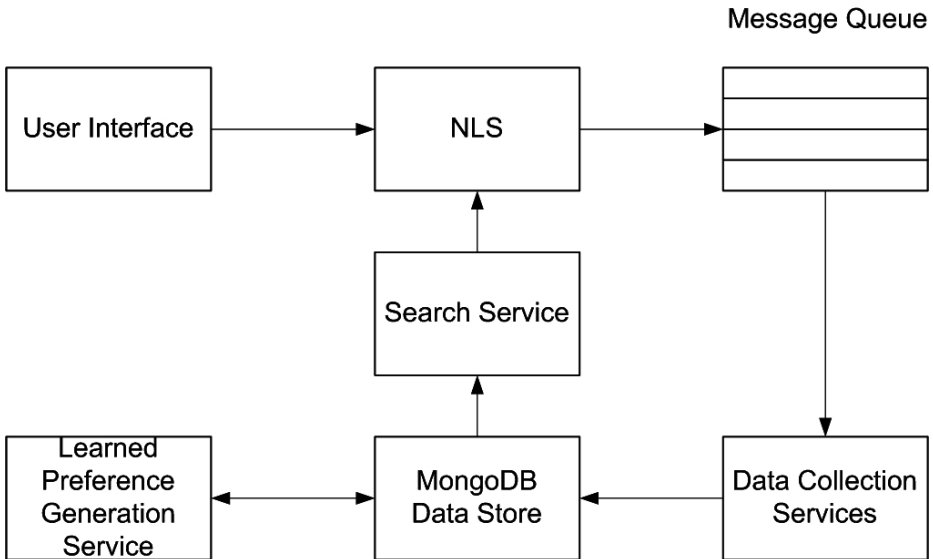 Message Queue
User Interface
NLS
Search Service
Learned
Preference
Generation
Service
MongoDB
Data Store
Data Collection
Services